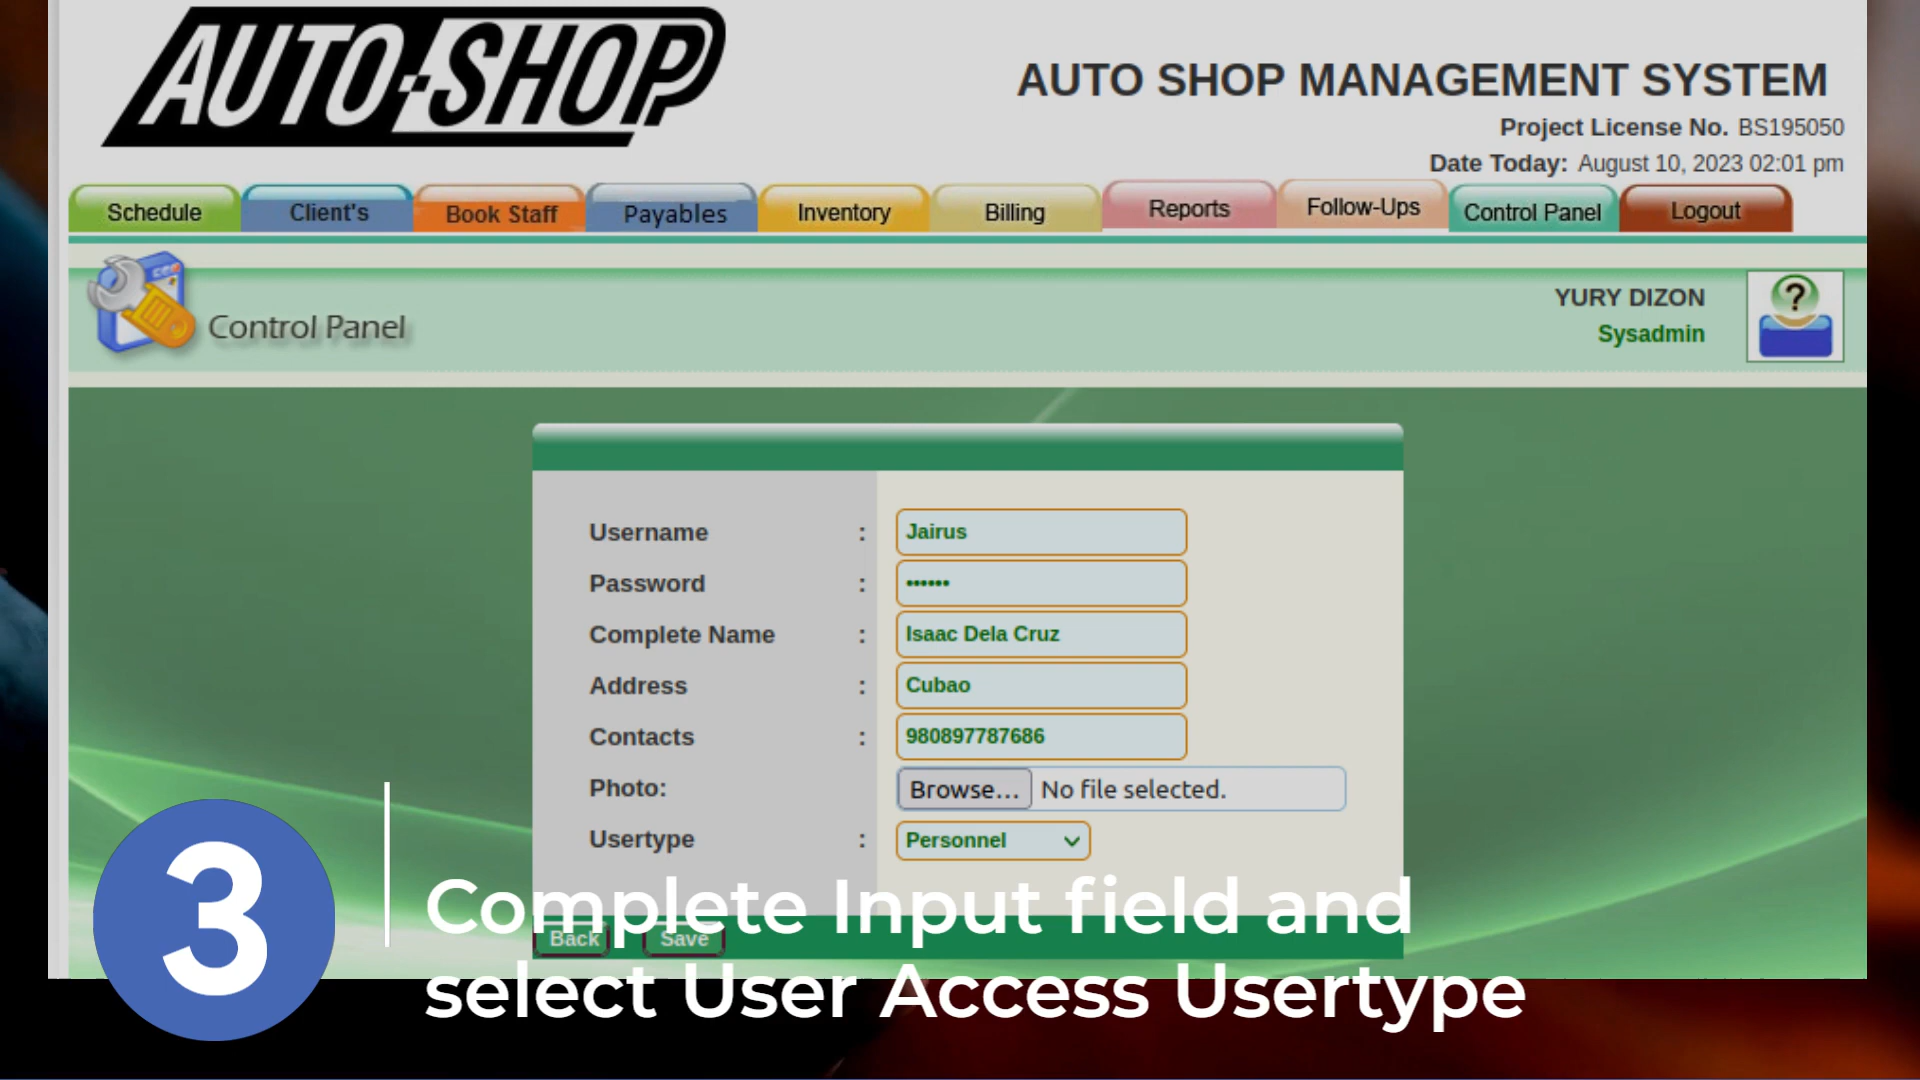 AUTO-SHOP
AUTO SHOP MANAGEMENT SYSTEM
Project License No. BS195050
Date Today: August 10, 2023 02:01 pm
Schedule Client's Book Staff Payables Inventory Billing Reports Follow-Ups Control Panel Logout
Control Panel
YURY DIZON
Sysadmin
?
Username : Jairus
Password : ••••••
Complete Name : Isaac Dela Cruz
Address : Cubao
Contacts : 980897787686
Photo: Browse... No file selected.
Usertype : Personnel
Back Save
3
Complete Input field and
select User Access Usertype